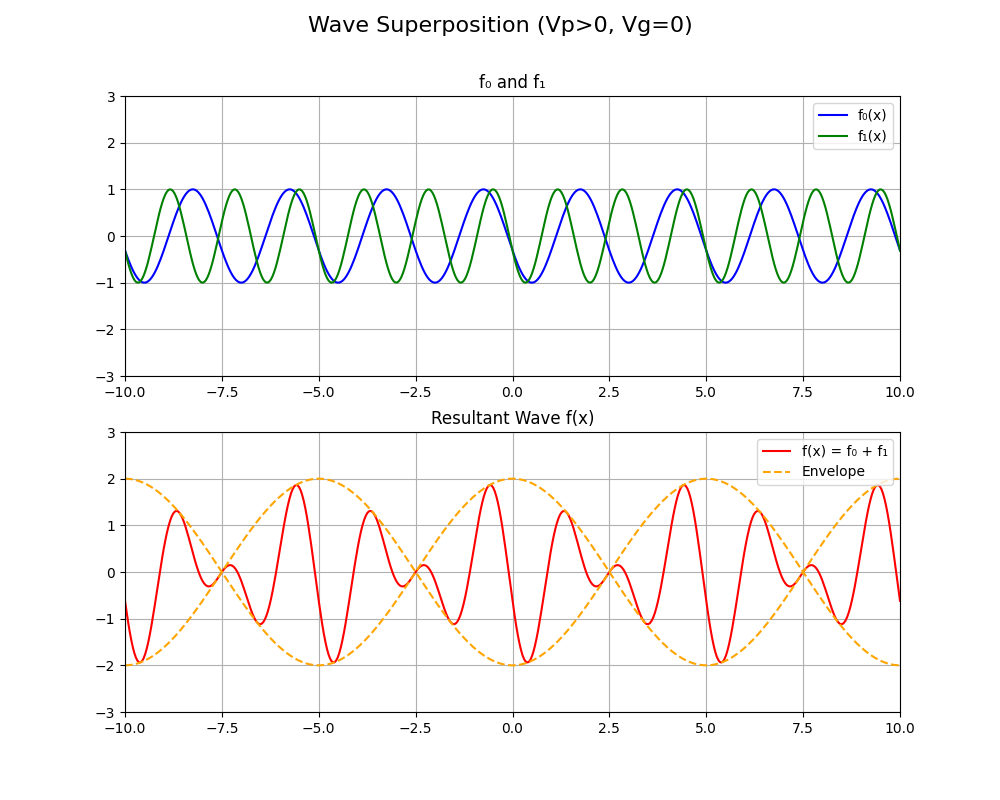 Wave Superposition (Vp>0, Vg=0)
f₀ and f₁
3
2
1
0
−1
−2
−3
f₀(x)
f₁(x)
−10.0 −7.5 −5.0 −2.5 0.0 2.5 5.0 7.5 10.0
Resultant Wave f(x)
3
2
1
0
−1
−2
−3
f(x) = f₀ + f₁
Envelope
−10.0 −7.5 −5.0 −2.5 0.0 2.5 5.0 7.5 10.0